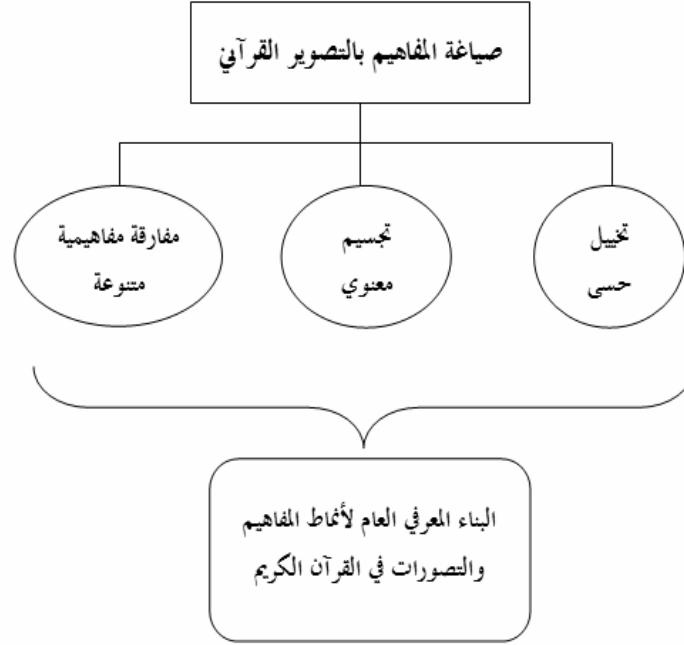 صياغة المفاهيم بالتصوير القرآني
تخييل
حسى
تجسيم
معنوي
مفارقة مفاهيمية
متنوعة
البناء المعرفي العام لأنماط المفاهيم
والتصورات في القرآن الكريم